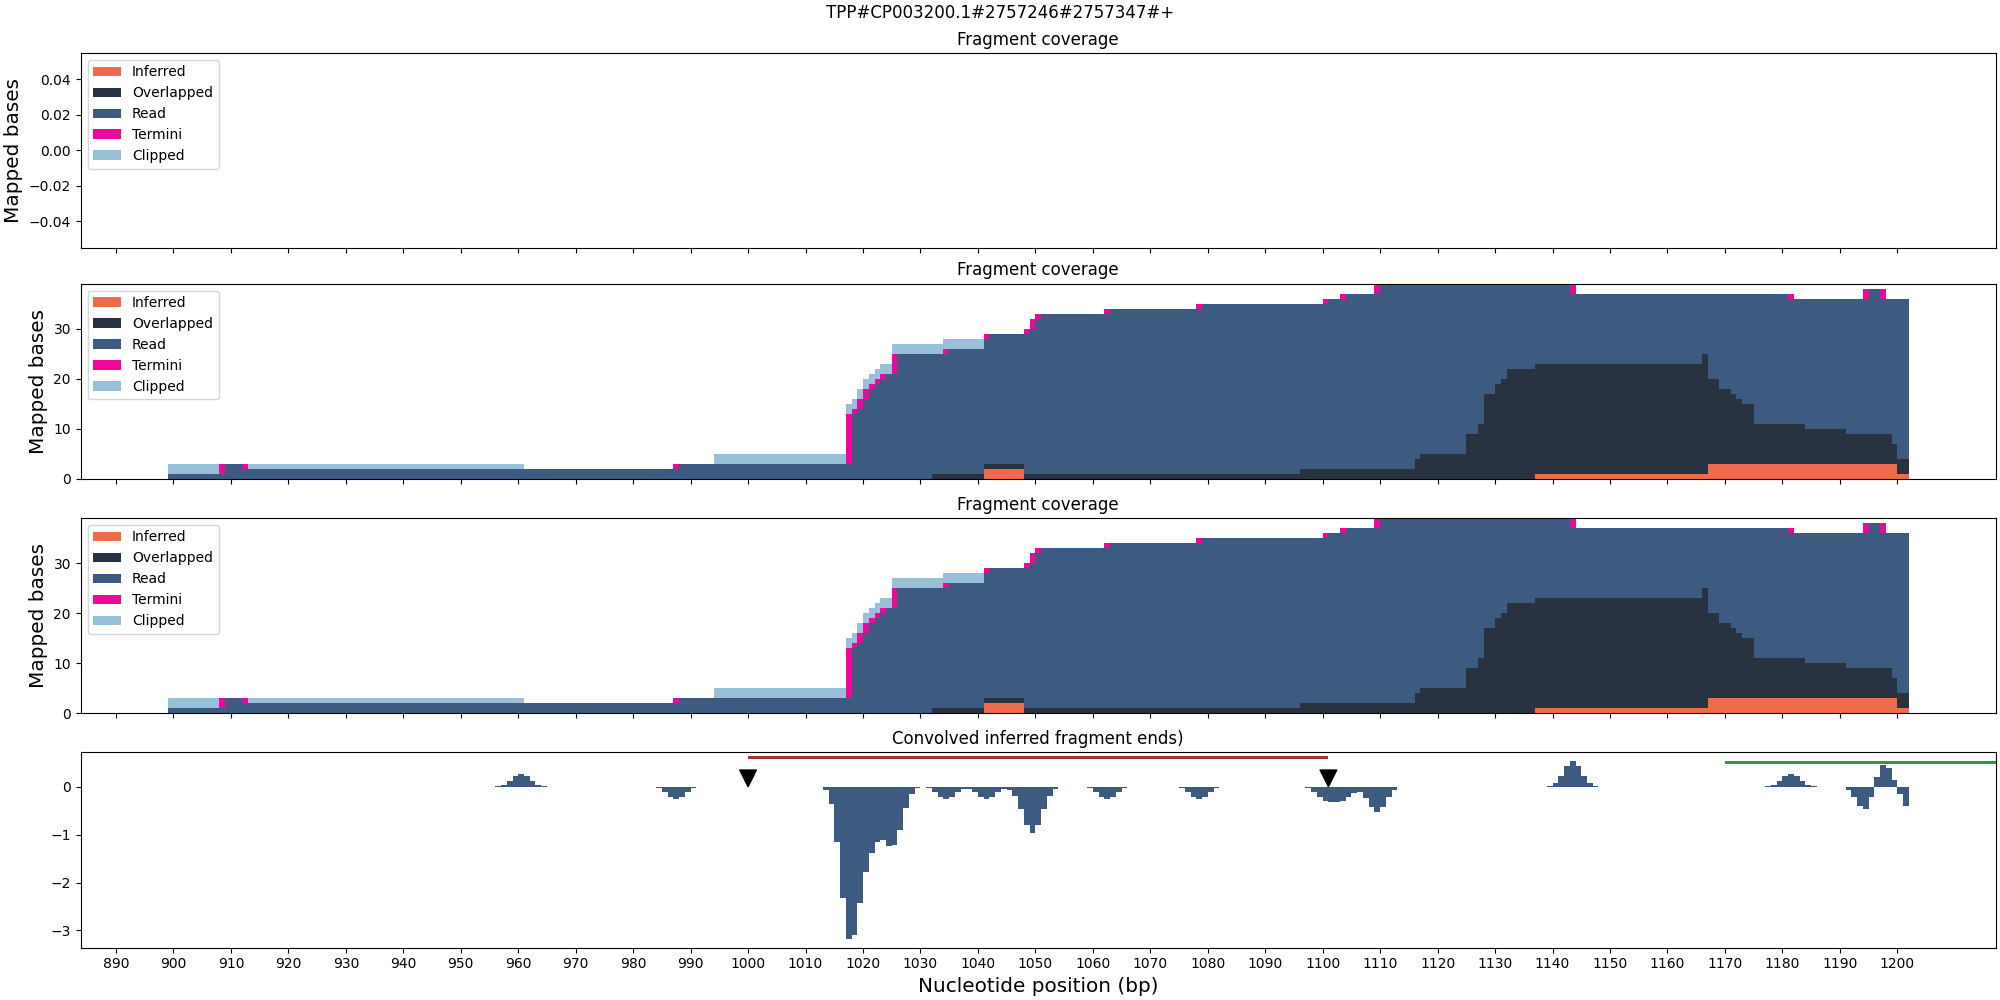 TPP#CP003200.1#2757246#2757347#+
Fragment coverage
Mapped bases
0.04
0.02
0.00
−0.02
−0.04
Inferred
Overlapped
Read
Termini
Clipped
Fragment coverage
Mapped bases
30
20
10
0
Inferred
Overlapped
Read
Termini
Clipped
Fragment coverage
Mapped bases
30
20
10
0
Inferred
Overlapped
Read
Termini
Clipped
Convolved inferred fragment ends)
0
−1
−2
−3
890 900 910 920 930 940 950 960 970 980 990 1000 1010 1020 1030 1040 1050 1060 1070 1080 1090 1100 1110 1120 1130 1140 1150 1160 1170 1180 1190 1200
Nucleotide position (bp)